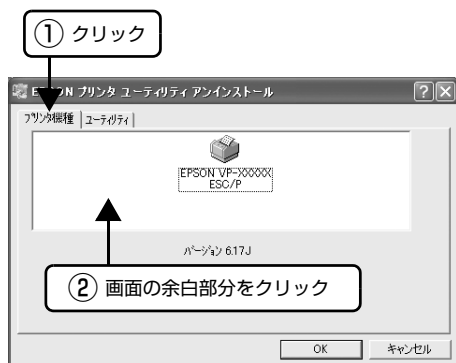 ① クリック
EPSON プリンタ ユーティリティ アンインストール
プリンタ機種 ユーティリティ
EPSON VP-XXXXX
ESC/P
バージョン 6.17J
② 画面の余白部分をクリック
OK キャンセル